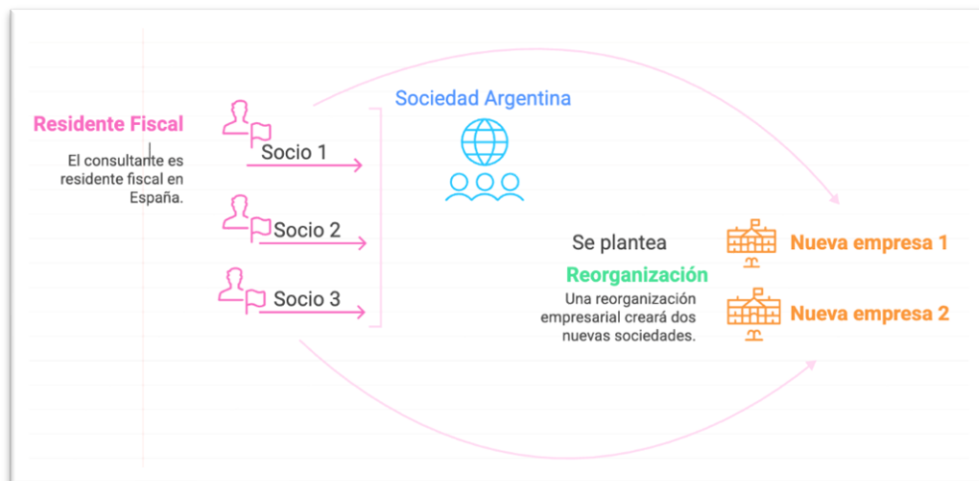 Sociedad Argentina
Residente Fiscal
El consultante es
residente fiscal en
España.
Socio 1
Socio 2
Socio 3
Se plantea
Reorganización
Una reorganización
empresarial creará dos
nuevas sociedades.
Nueva empresa 1
Nueva empresa 2